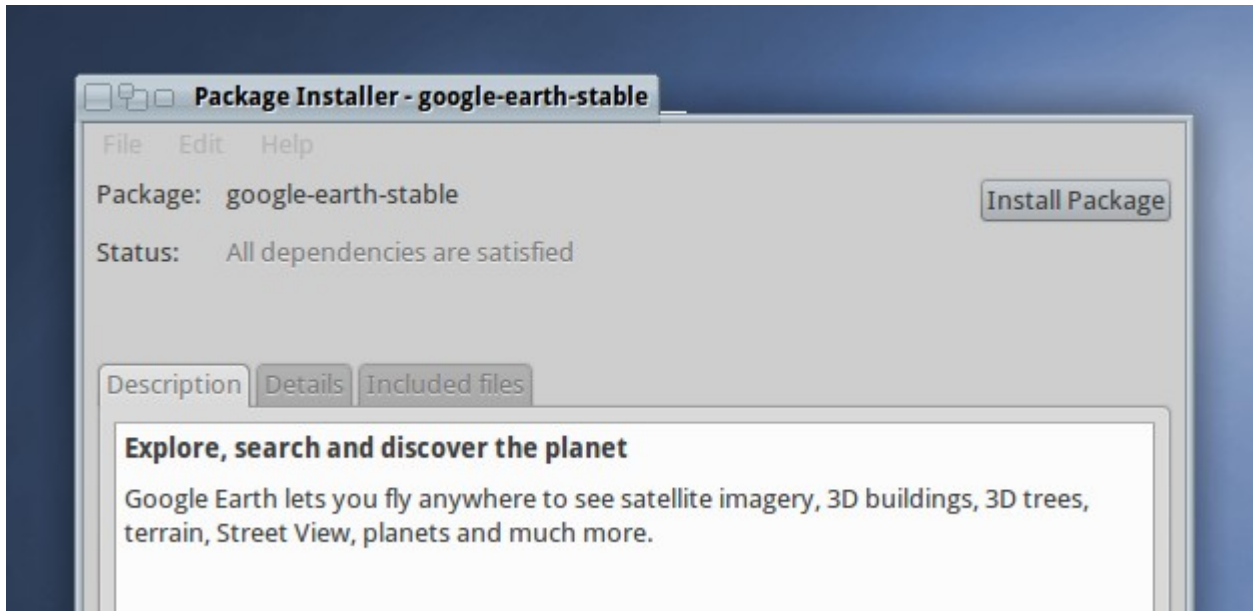 Package Installer - google-earth-stable
File Edit Help
Package: google-earth-stable
Install Package
Status: All dependencies are satisfied
Description Details Included files
Explore, search and discover the planet
Google Earth lets you fly anywhere to see satellite imagery, 3D buildings, 3D trees,
terrain, Street View, planets and much more.